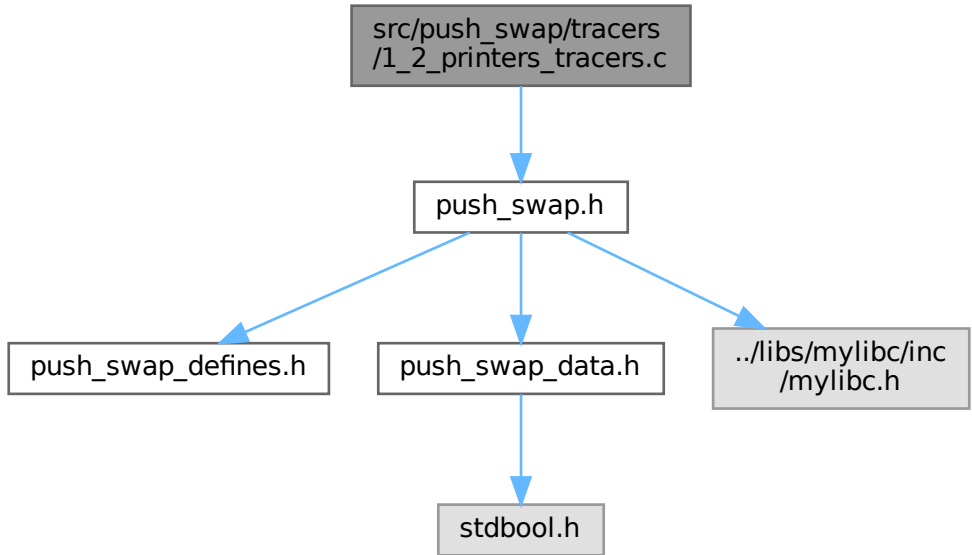 src/push_swap/tracers
/1_2_printers_tracers.c
push_swap.h
push_swap_defines.h
push_swap_data.h
../libs/mylibc/inc
/mylibc.h
stdbool.h